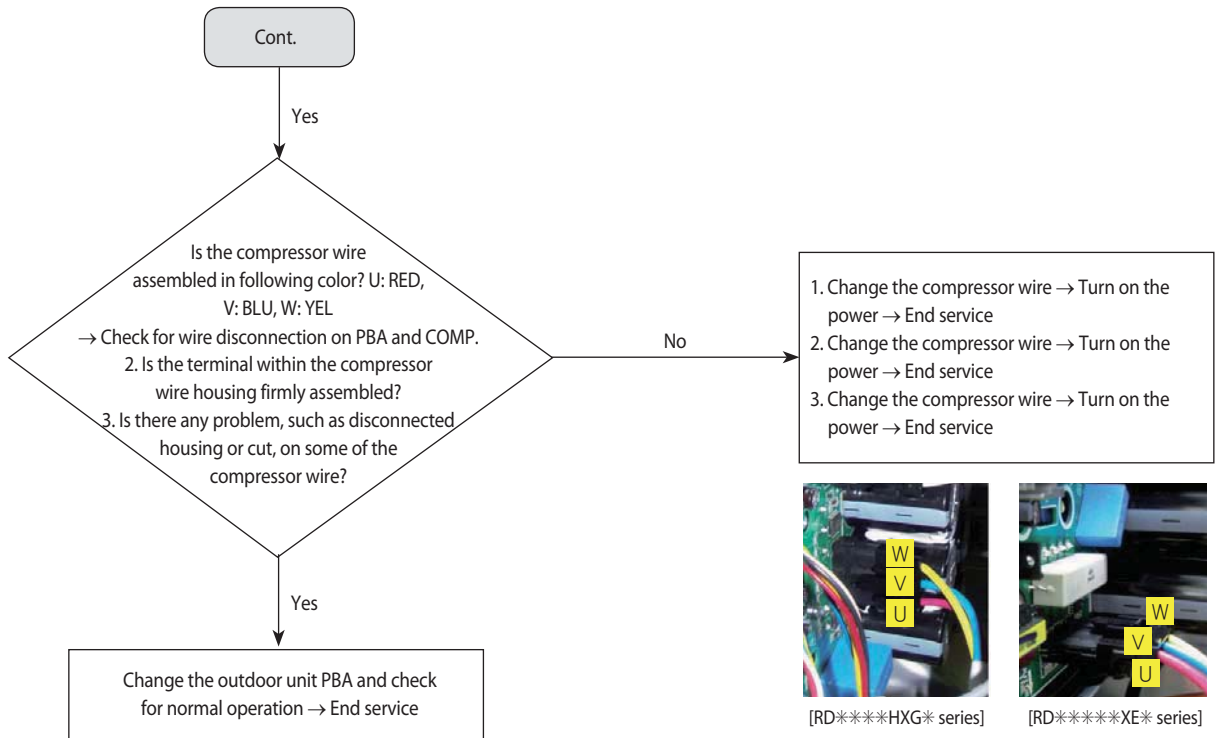 Cont.
Yes
Is the compressor wire
assembled in following color? U: RED,
V: BLU, W: YEL
→ Check for wire disconnection on PBA and COMP.
2. Is the terminal within the compressor
wire housing firmly assembled?
3. Is there any problem, such as disconnected
housing or cut, on some of the
compressor wire?
No
1. Change the compressor wire → Turn on the
power → End service
2. Change the compressor wire → Turn on the
power → End service
3. Change the compressor wire → Turn on the
power → End service
W
V
U
W
V
U
[RD✳✳✳✳HXG✳ series]
[RD✳✳✳✳✳XE✳ series]
Yes
Change the outdoor unit PBA and check
for normal operation → End service